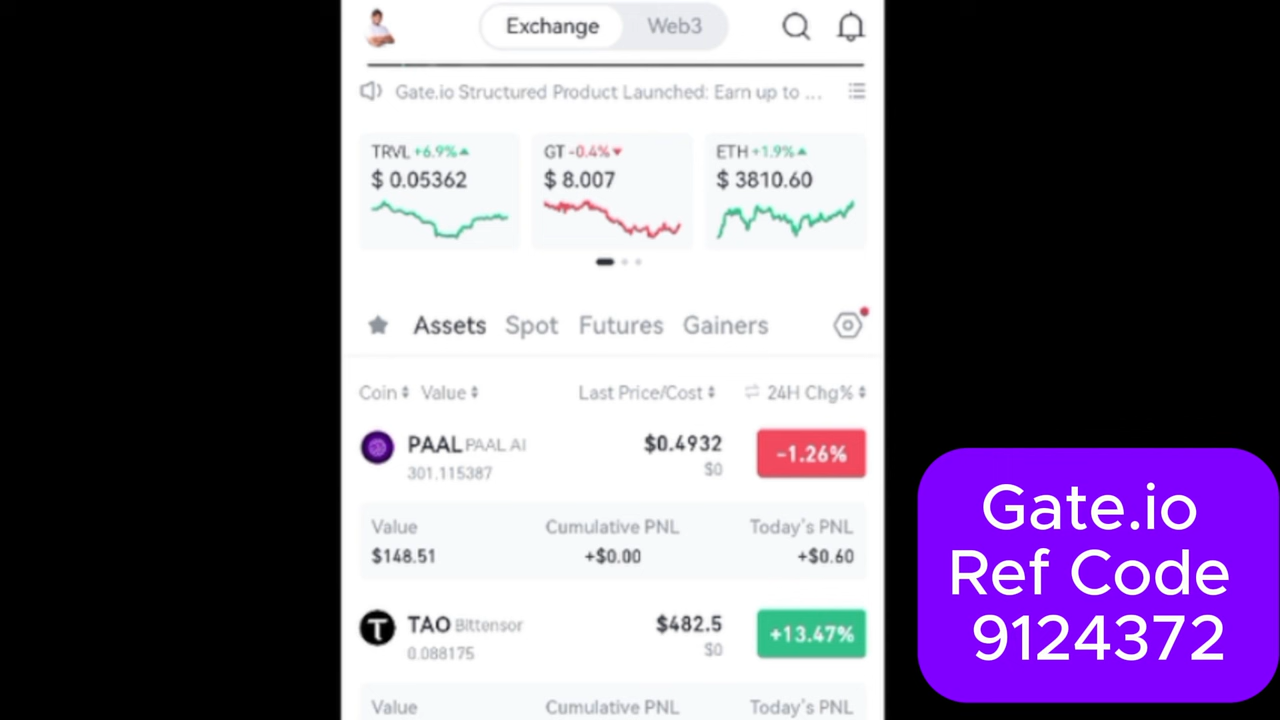 Exchange Web3
Gate.io Structured Product Launched: Earn up to ...
TRVL +6.9% GT -0.4% ETH +1.9%
$ 0.05362 $ 8.007 $ 3810.60
Assets Spot Futures Gainers
Coin Value Last Price/Cost 24H Chg%
PAAL PAAL AI $0.4932 -1.26%
301.115387 $0
Value Cumulative PNL Today's PNL
$148.51 +$0.00 +$0.60
TAO Bittensor $482.5 +13.47%
0.088175 $0
Value Cumulative PNL Today's PNL
Gate.io
Ref Code
9124372